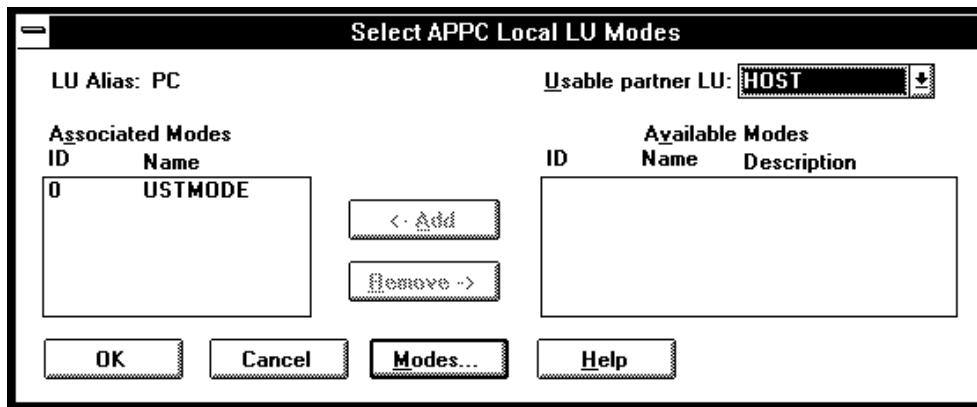 Select APPC Local LU Modes
LU Alias: PC
Usable partner LU: HOST
Associated Modes
ID Name
0 USTMODE
<- Add
Remove ->
Available Modes
ID Name Description
OK Cancel Modes... Help